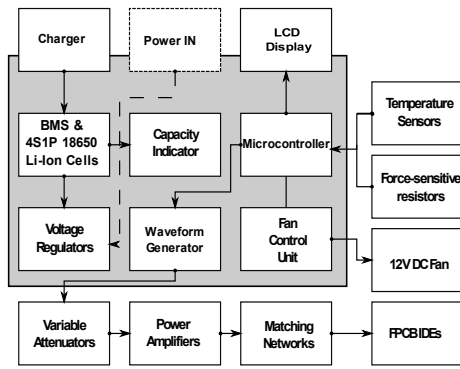 Charger
Power IN
LCD
Display
BMS &
4S1P 18650
Li-Ion Cells
Capacity
Indicator
Microcontroller
Temperature
Sensors
Force-sensitive
resistors
Voltage
Regulators
Waveform
Generator
Fan
Control
Unit
12V DC Fan
Variable
Attenuators
Power
Amplifiers
Matching
Networks
FPCB IDEs